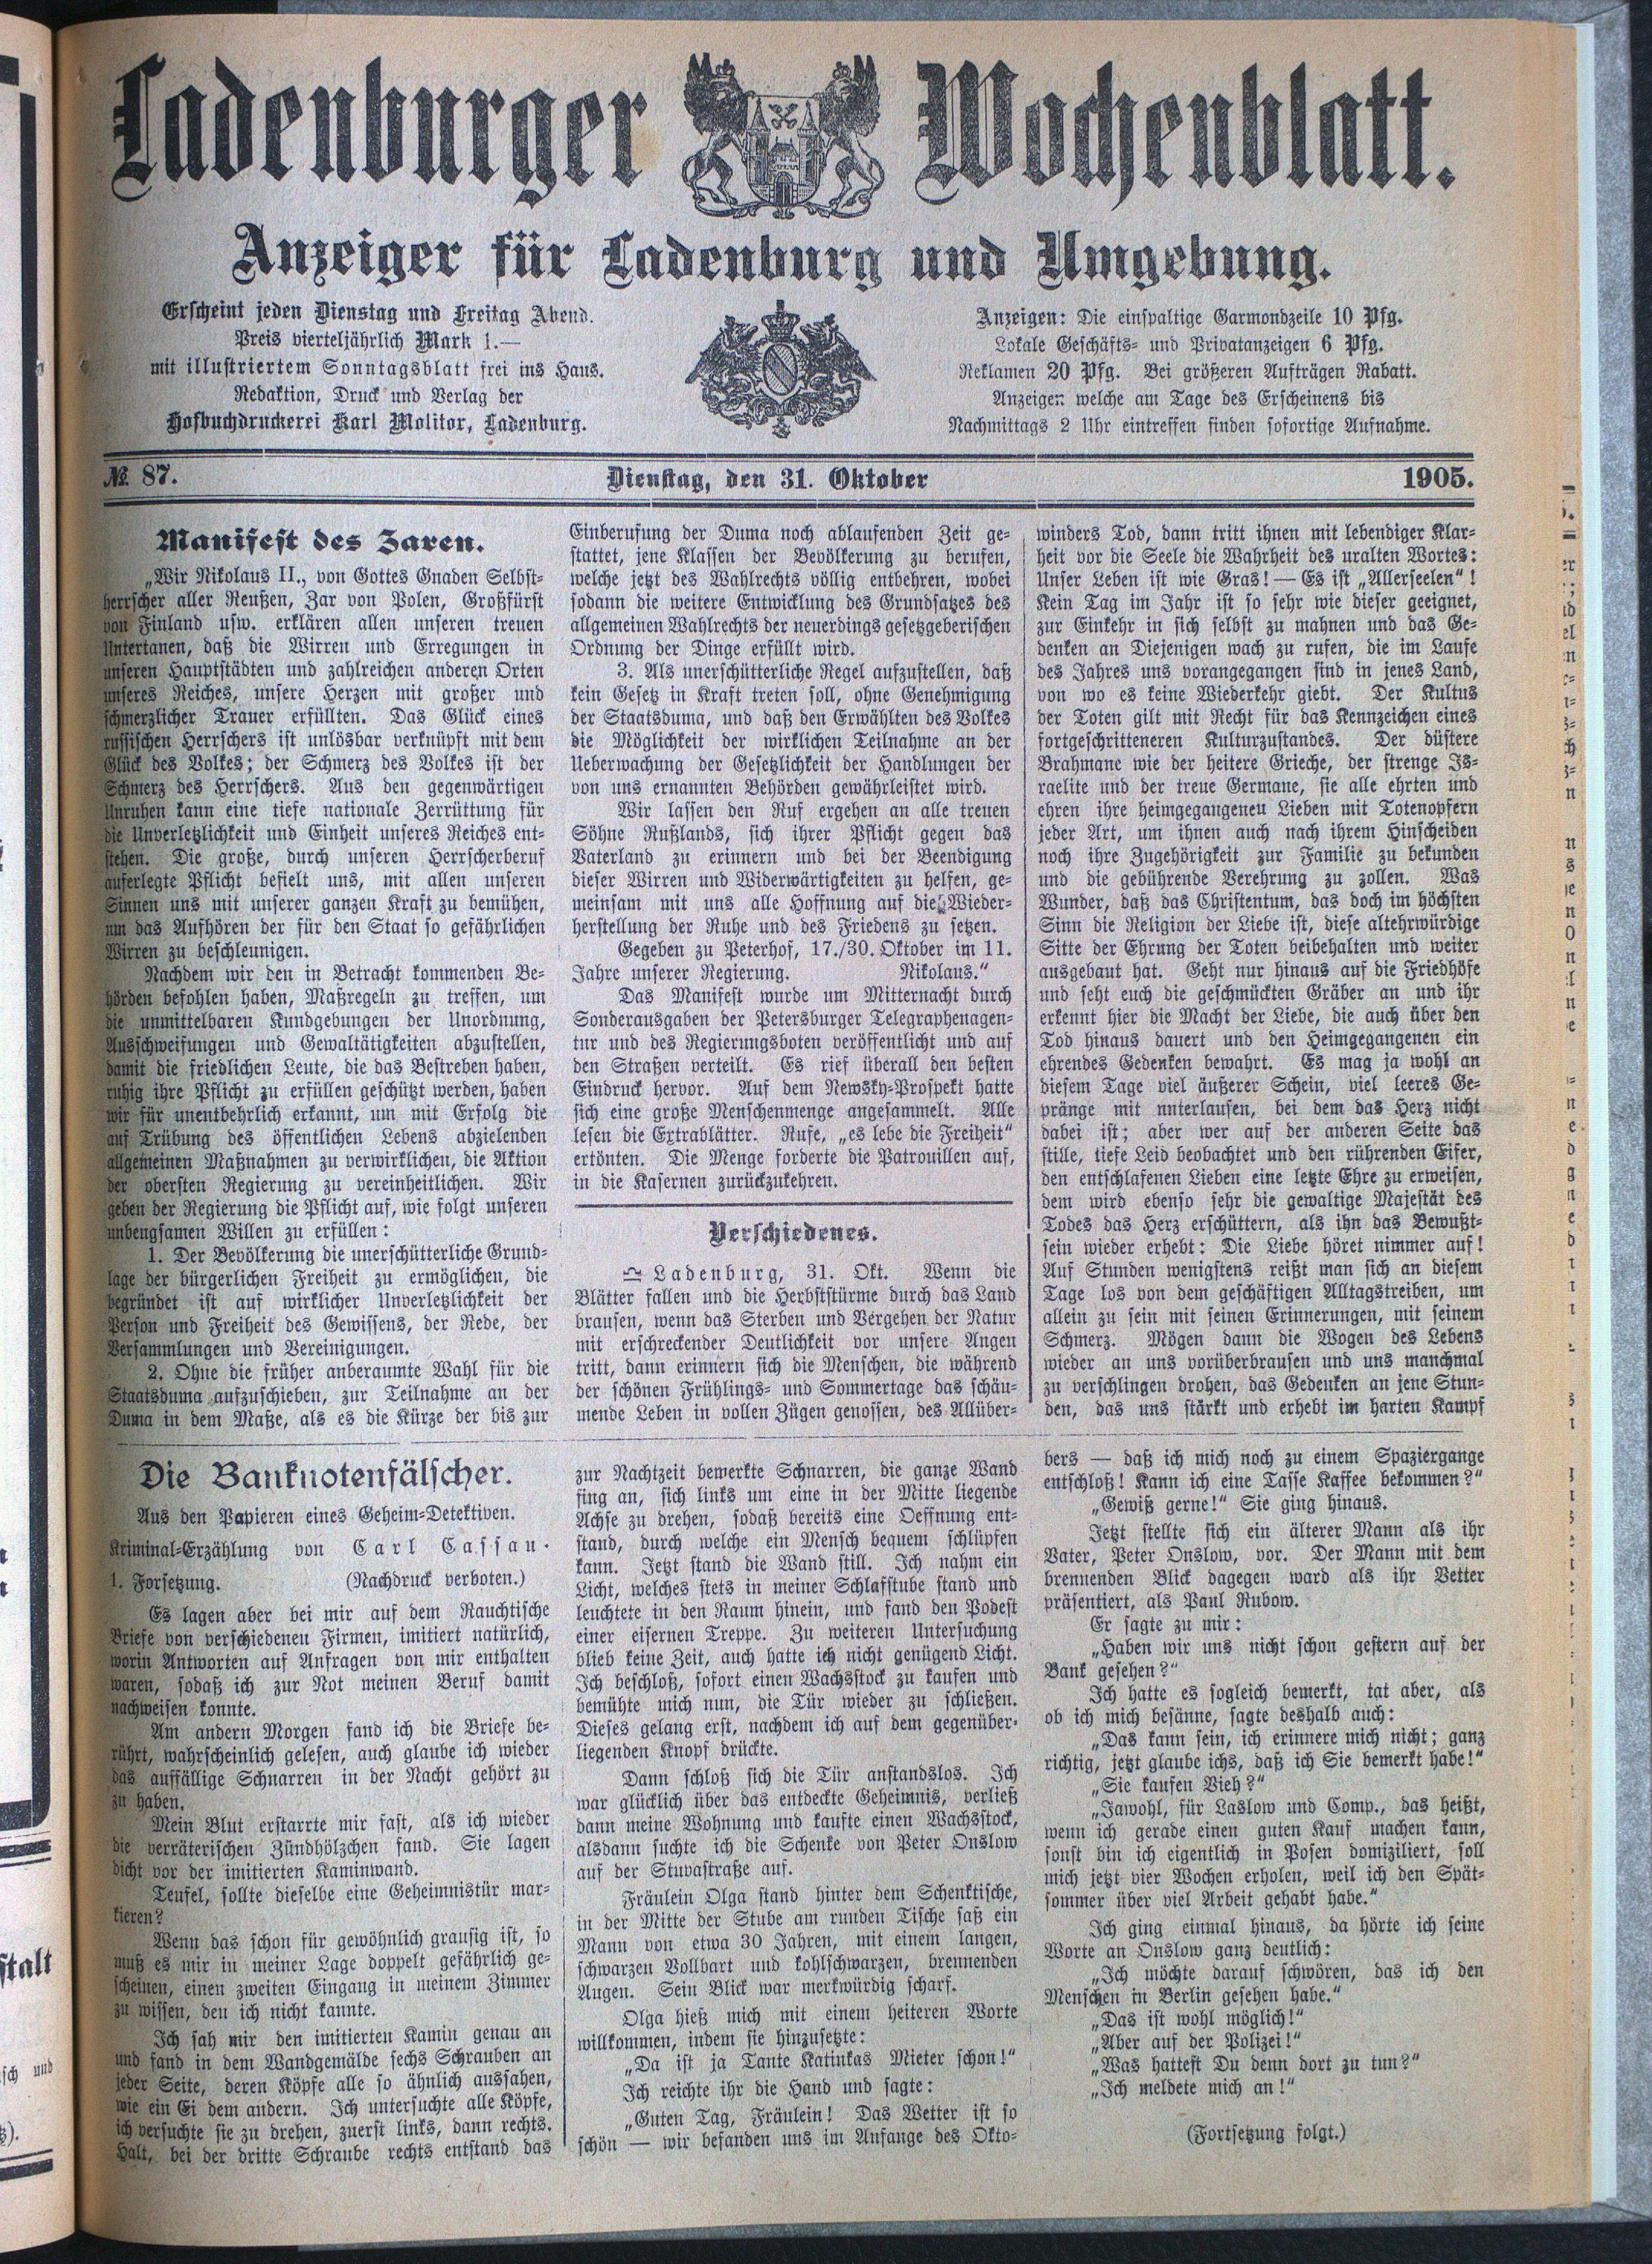 Ladenburger Wochenblatt.
Anzeiger für Ladenburg und Umgebung.
Erscheint jeden Dienstag und Freitag Abend.
Preis vierteljährlich Mark 1.—
mit illustriertem Sonntagsblatt frei ins Haus.
Redaktion, Druck und Verlag der
Hofbuchdruckerei Karl Molitor, Ladenburg.
Anzeigen: Die einspaltige Garmondzeile 10 Pfg.
Lokale Geschäfts- und Privatanzeigen 6 Pfg.
Reklamen 20 Pfg. Bei größeren Aufträgen Rabatt.
Anzeigen welche am Tage des Erscheinens bis
Nachmittags 2 Uhr eintreffen finden sofortige Aufnahme.
№ 87. Dienstag, den 31. Oktober 1905.
Manifest des Zaren.
„Wir Nikolaus II., von Gottes Gnaden Selbst-
herrscher aller Reußen, Zar von Polen, Großfürst
von Finland usw. erklären allen unseren treuen
Untertanen, daß die Wirren und Erregungen in
unseren Hauptstädten und zahlreichen anderen Orten
unseres Reiches, unsere Herzen mit großer und
schmerzlicher Trauer erfüllten. Das Glück eines
russischen Herrschers ist unlösbar verknüpft mit dem
Glück des Volkes; der Schmerz des Volkes ist der
Schmerz des Herrschers. Aus den gegenwärtigen
Unruhen kann eine tiefe nationale Zerrüttung für
die Unverletzlichkeit und Einheit unseres Reiches ent-
stehen. Die große, durch unseren Herrscherberuf
auferlegte Pflicht befielt uns, mit allen unseren
Sinnen uns mit unserer ganzen Kraft zu bemühen,
um das Aufhören der für den Staat so gefährlichen
Wirren zu beschleunigen.
Nachdem wir den in Betracht kommenden Be-
hörden befohlen haben, Maßregeln zu treffen, um
die unmittelbaren Kundgebungen der Unordnung,
Ausschweifungen und Gewaltätigkeiten abzustellen,
damit die friedlichen Leute, die das Bestreben haben,
ruhig ihre Pflicht zu erfüllen geschützt werden, haben
wir für unentbehrlich erkannt, um mit Erfolg die
auf Trübung des öffentlichen Lebens abzielenden
allgemeinen Maßnahmen zu verwirklichen, die Aktion
der obersten Regierung zu vereinheitlichen. Wir
geben der Regierung die Pflicht auf, wie folgt unseren
unbeugsamen Willen zu erfüllen:
1. Der Bevölkerung die unerschütterliche Grund-
lage der bürgerlichen Freiheit zu ermöglichen, die
begründet ist auf wirklicher Unverletzlichkeit der
Person und Freiheit des Gewissens, der Rede, der
Versammlungen und Vereinigungen.
2. Ohne die früher anberaumte Wahl für die
Staatsduma aufzuschieben, zur Teilnahme an der
Duma in dem Maße, als es die Kürze der bis zur
Einberufung der Duma noch ablaufenden Zeit ge-
stattet, jene Klassen der Bevölkerung zu berufen,
welche jetzt des Wahlrechts völlig entbehren, wobei
sodann die weitere Entwicklung des Grundsatzes des
allgemeinen Wahlrechts der neuerdings gesetzgeberischen
Ordnung der Dinge erfüllt wird.
3. Als unerschütterliche Regel aufzustellen, daß
kein Gesetz in Kraft treten soll, ohne Genehmigung
der Staatsduma, und daß den Erwählten des Volkes
die Möglichkeit der wirklichen Teilnahme an der
Ueberwachung der Gesetzlichkeit der Handlungen der
von uns ernannten Behörden gewährleistet wird.
Wir lassen den Ruf ergehen an alle treuen
Söhne Rußlands, sich ihrer Pflicht gegen das
Vaterland zu erinnern und bei der Beendigung
dieser Wirren und Widerwärtigkeiten zu helfen, ge-
meinsam mit uns alle Hoffnung auf die Wieder-
herstellung der Ruhe und des Friedens zu setzen.
Gegeben zu Peterhof, 17./30. Oktober im 11.
Jahre unserer Regierung. Nikolaus.“
Das Manifest wurde um Mitternacht durch
Sonderausgaben der Petersburger Telegraphenagen-
tur und des Regierungsboten veröffentlicht und auf
den Straßen verteilt. Es rief überall den besten
Eindruck hervor. Auf dem Newsky-Prospekt hatte
sich eine große Menschenmenge angesammelt. Alle
lesen die Extrablätter. Rufe, „es lebe die Freiheit“
ertönten. Die Menge forderte die Patrouillen auf,
in die Kasernen zurückzukehren.
Verschiedenes.
Ladenburg, 31. Okt. Wenn die
Blätter fallen und die Herbststürme durch das Land
brausen, wenn das Sterben und Vergehen der Natur
mit erschreckender Deutlichkeit vor unsere Augen
tritt, dann erinnern sich die Menschen, die während
der schönen Frühlings- und Sommertage das schäu-
mende Leben in vollen Zügen genossen, des Allüber-
winders Tod, dann tritt ihnen mit lebendiger Klar-
heit vor die Seele die Wahrheit des uralten Wortes:
Unser Leben ist wie Gras! — Es ist „Allerseelen“!
Kein Tag im Jahr ist so sehr wie dieser geeignet,
zur Einkehr in sich selbst zu mahnen und das Ge-
denken an Diejenigen wach zu rufen, die im Laufe
des Jahres uns vorangegangen sind in jenes Land,
von wo es keine Wiederkehr giebt. Der Kultus
der Toten gilt mit Recht für das Kennzeichen eines
fortgeschritteneren Kulturzustandes. Der düstere
Brahmane wie der heitere Grieche, der strenge Is-
raelite und der treue Germane, sie alle ehrten und
ehren ihre heimgegangenen Lieben mit Totenopfern
jeder Art, um ihnen auch nach ihrem Hinscheiden
noch ihre Zugehörigkeit zur Familie zu bekunden
und die gebührende Verehrung zu zollen. Was
Wunder, daß das Christentum, das doch im höchsten
Sinn die Religion der Liebe ist, diese altehrwürdige
Sitte der Ehrung der Toten beibehalten und weiter
ausgebaut hat. Geht nur hinaus auf die Friedhöfe
und seht euch die geschmückten Gräber an und ihr
erkennt hier die Macht der Liebe, die auch über den
Tod hinaus dauert und den Heimgegangenen ein
ehrendes Gedenken bewahrt. Es mag ja wohl an
diesem Tage viel äußerer Schein, viel leeres Ge-
pränge mit unterlaufen, bei dem das Herz nicht
dabei ist; aber wer auf der anderen Seite das
stille, tiefe Leid beobachtet und den rührenden Eifer,
den entschlafenen Lieben eine letzte Ehre zu erweisen,
dem wird ebenso sehr die gewaltige Majestät des
Todes das Herz erschüttern, als ihn das Bewußt-
sein wieder erhebt: Die Liebe höret nimmer auf!
Auf Stunden wenigstens reißt man sich an diesem
Tage los von dem geschäftigen Alltagstreiben, um
allein zu sein mit seinen Erinnerungen, mit seinem
Schmerz. Mögen dann die Wogen des Lebens
wieder an uns vorüberbrausen und uns manchmal
zu verschlingen drohen, das Gedenken an jene Stun-
den, das uns stärkt und erhebt im harten Kampf
Die Banknotenfälscher.
Aus den Papieren eines Geheim-Detektiven.
Kriminal-Erzählung von Carl Cassau.
1. Forsetzung. (Nachdruck verboten.)
Es lagen aber bei mir auf dem Rauchtische
Briefe von verschiedenen Firmen, imitiert natürlich,
worin Antworten auf Anfragen von mir enthalten
waren, sodaß ich zur Not meinen Beruf damit
nachweisen konnte.
Am andern Morgen fand ich die Briefe be-
rührt, wahrscheinlich gelesen, auch glaube ich wieder
das auffällige Schnarren in der Nacht gehört zu
zu haben.
Mein Blut erstarrte mir fast, als ich wieder
die verräterischen Zündhölzchen fand. Sie lagen
dicht vor der imitierten Kaminwand.
Teufel, sollte dieselbe eine Geheimnistür mar-
kieren?
Wenn das schon für gewöhnlich grausig ist, so
muß es mir in meiner Lage doppelt gefährlich ge-
scheinen, einen zweiten Eingang in meinem Zimmer
zu wissen, den ich nicht kannte.
Ich sah mir den imitierten Kamin genau an
und fand in dem Wandgemälde sechs Schrauben an
jeder Seite, deren Köpfe alle so ähnlich aussahen,
wie ein Ei dem andern. Ich untersuchte alle Köpfe,
ich versuchte sie zu drehen, zuerst links, dann rechts.
Halt, bei der dritte Schraube rechts entstand das
zur Nachtzeit bemerkte Schnarren, die ganze Wand
fing an, sich links um eine in der Mitte liegende
Achse zu drehen, sodaß bereits eine Oeffnung ent-
stand, durch welche ein Mensch bequem schlüpfen
kann. Jetzt stand die Wand still. Ich nahm ein
Licht, welches stets in meiner Schlafstube stand und
leuchtete in den Raum hinein, und fand den Podest
einer eisernen Treppe. Zu weiteren Untersuchung
blieb keine Zeit, auch hatte ich nicht genügend Licht.
Ich beschloß, sofort einen Wachsstock zu kaufen und
bemühte mich nun, die Tür wieder zu schließen.
Dieses gelang erst, nachdem ich auf dem gegenüber-
liegenden Knopf drückte.
Dann schloß sich die Tür anstandslos. Ich
war glücklich über das entdeckte Geheimnis, verließ
dann meine Wohnung und kaufte einen Wachsstock,
alsdann suchte ich die Schenke von Peter Onslow
auf der Stuvastraße auf.
Fräulein Olga stand hinter dem Schenktische,
in der Mitte der Stube am runden Tische saß ein
Mann von etwa 30 Jahren, mit einem langen,
schwarzen Vollbart und kohlschwarzen, brennenden
Augen. Sein Blick war merkwürdig scharf.
Olga hieß mich mit einem heiteren Worte
willkommen, indem sie hinzusetzte:
„Da ist ja Tante Katinkas Mieter schon!“
Ich reichte ihr die Hand und sagte:
„Guten Tag, Fräulein! Das Wetter ist so
schön — wir befanden uns im Anfange des Okto-
bers — daß ich mich noch zu einem Spaziergange
entschloß! Kann ich eine Tasse Kaffee bekommen?“
„Gewiß gerne!“ Sie ging hinaus.
Jetzt stellte sich ein älterer Mann als ihr
Vater, Peter Onslow, vor. Der Mann mit dem
brennenden Blick dagegen ward als ihr Vetter
präsentiert, als Paul Rubow.
Er sagte zu mir:
„Haben wir uns nicht schon gestern auf der
Bank gesehen?“
Ich hatte es sogleich bemerkt, tat aber, als
ob ich mich besänne, sagte deshalb auch:
„Das kann sein, ich erinnere mich nicht; ganz
richtig, jetzt glaube ichs, daß ich Sie bemerkt habe!“
„Sie kaufen Vieh?“
„Jawohl, für Laslow und Comp., das heißt,
wenn ich gerade einen guten Kauf machen kann,
sonst bin ich eigentlich in Posen domiziliert, soll
mich jetzt vier Wochen erholen, weil ich den Spät-
sommer über viel Arbeit gehabt habe.“
Ich ging einmal hinaus, da hörte ich seine
Worte an Onslow ganz deutlich:
„Ich möchte darauf schwören, das ich den
Menschen in Berlin gesehen habe.“
„Das ist wohl möglich!“
„Aber auf der Polizei!“
„Was hattest Du denn dort zu tun?“
„Ich meldete mich an!“
(Fortsetzung folgt.)